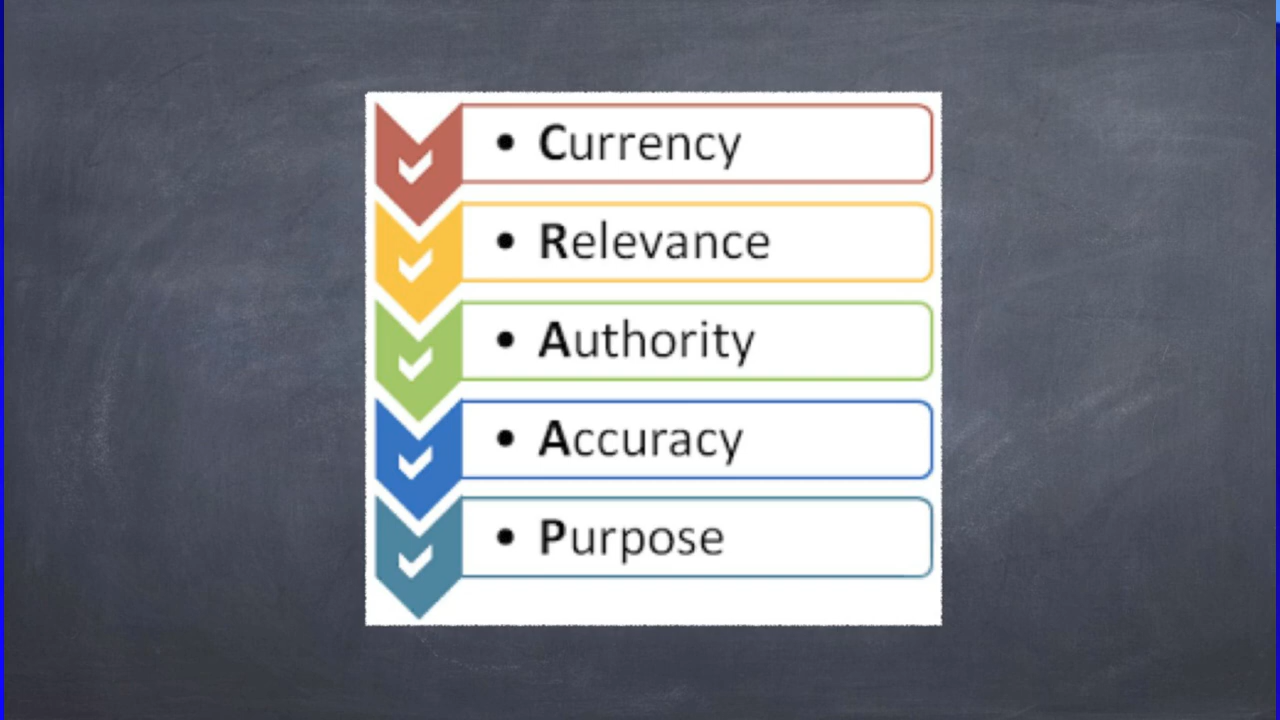 • Currency
• Relevance
• Authority
• Accuracy
• Purpose